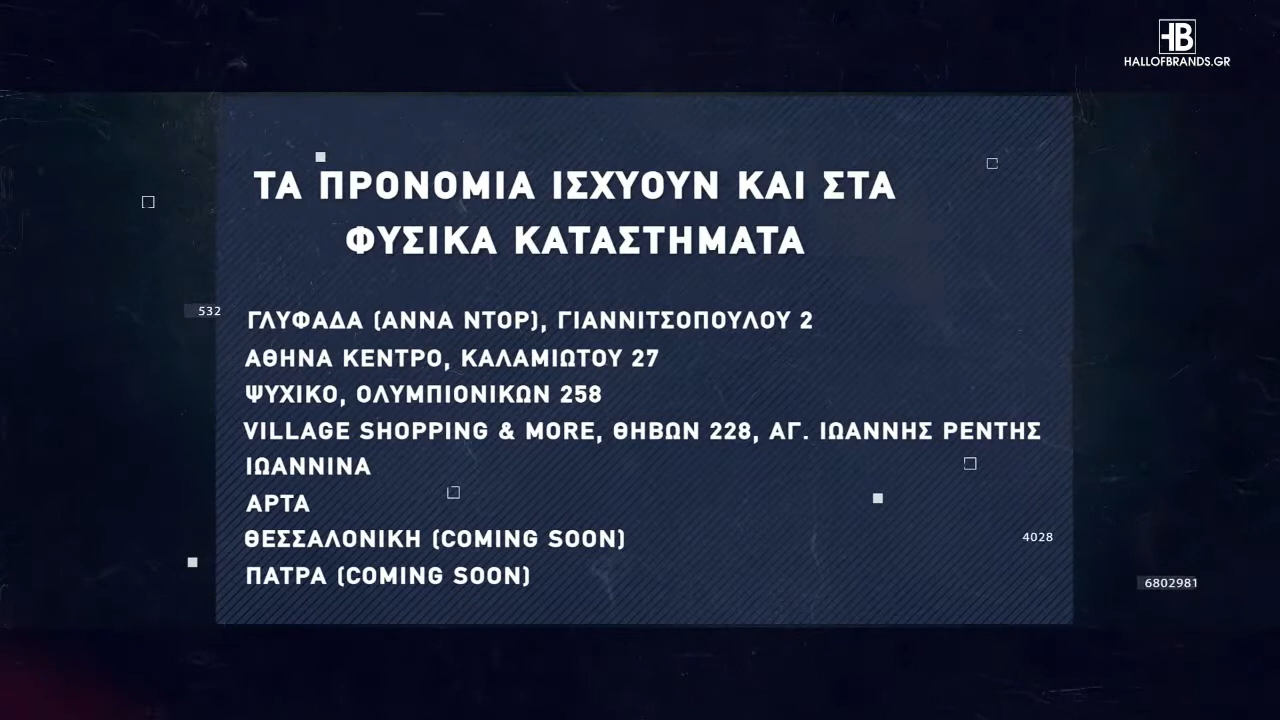 HB
HALLOFBRANDS.GR
ΤΑ ΠΡΟΝΟΜΙΑ ΙΣΧΥΟΥΝ ΚΑΙ ΣΤΑ
ΦΥΣΙΚΑ ΚΑΤΑΣΤΗΜΑΤΑ
532
ΓΛΥΦΑΔΑ (ΑΝΝΑ ΝΤΟΡ), ΓΙΑΝΝΙΤΣΟΠΟΥΛΟΥ 2
ΑΘΗΝΑ ΚΕΝΤΡΟ, ΚΑΛΑΜΙΩΤΟΥ 27
ΨΥΧΙΚΟ, ΟΛΥΜΠΙΟΝΙΚΩΝ 258
VILLAGE SHOPPING & MORE, ΘΗΒΩΝ 228, ΑΓ. ΙΩΑΝΝΗΣ ΡΕΝΤΗΣ
ΙΩΑΝΝΙΝΑ
ΑΡΤΑ
ΘΕΣΣΑΛΟΝΙΚΗ (COMING SOON)
4028
ΠΑΤΡΑ (COMING SOON)
6802981